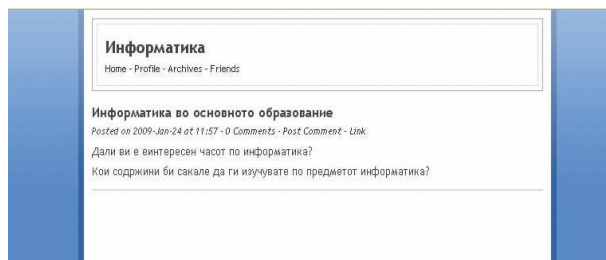 Информатика
Home - Profile - Archives - Friends
Информатика во основното образование
Posted on 2009-Jan-24 at 11:57 - 0 Comments - Post Comment - Link
Дали ви е еинтересен часот по информатика?
Кои содржини би сакале да ги изучувате по предметот информатика?